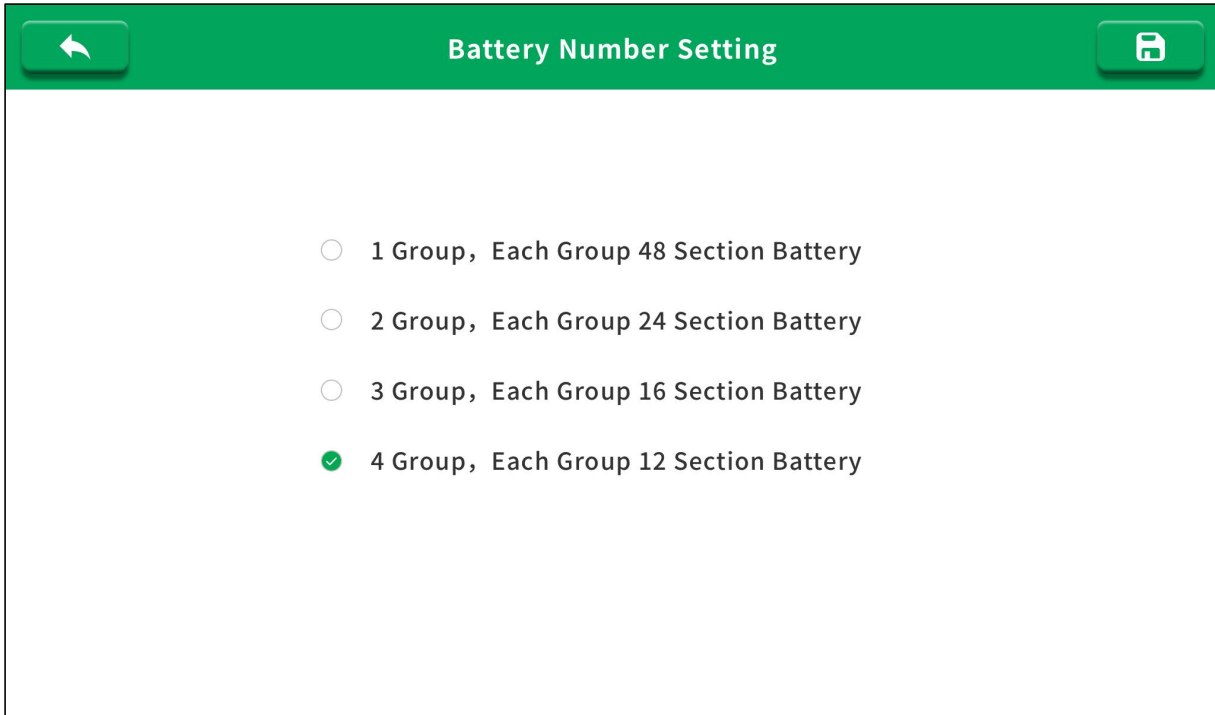 Battery Number Setting
1 Group，Each Group 48 Section Battery
2 Group，Each Group 24 Section Battery
3 Group，Each Group 16 Section Battery
4 Group，Each Group 12 Section Battery